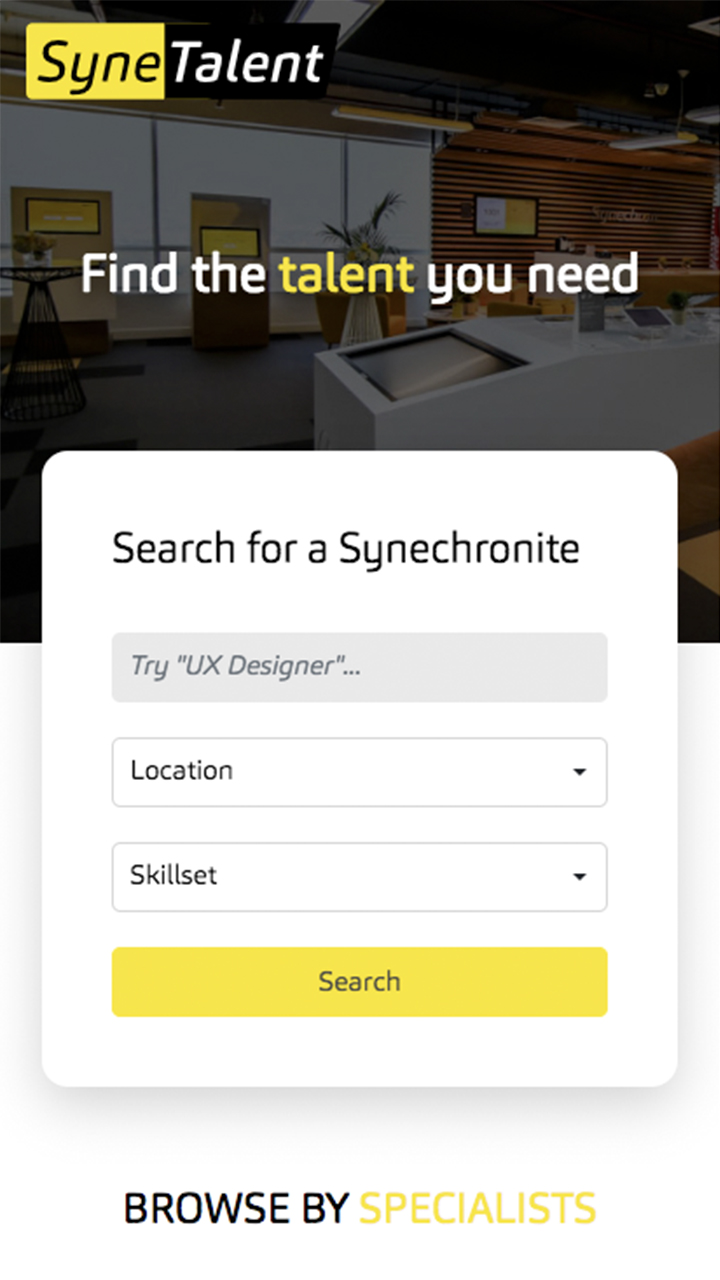 SyneTalent
Find the talent you need
Search for a Synechronite
Try "UX Designer"...
Location
Skillset
Search
BROWSE BY SPECIALISTS